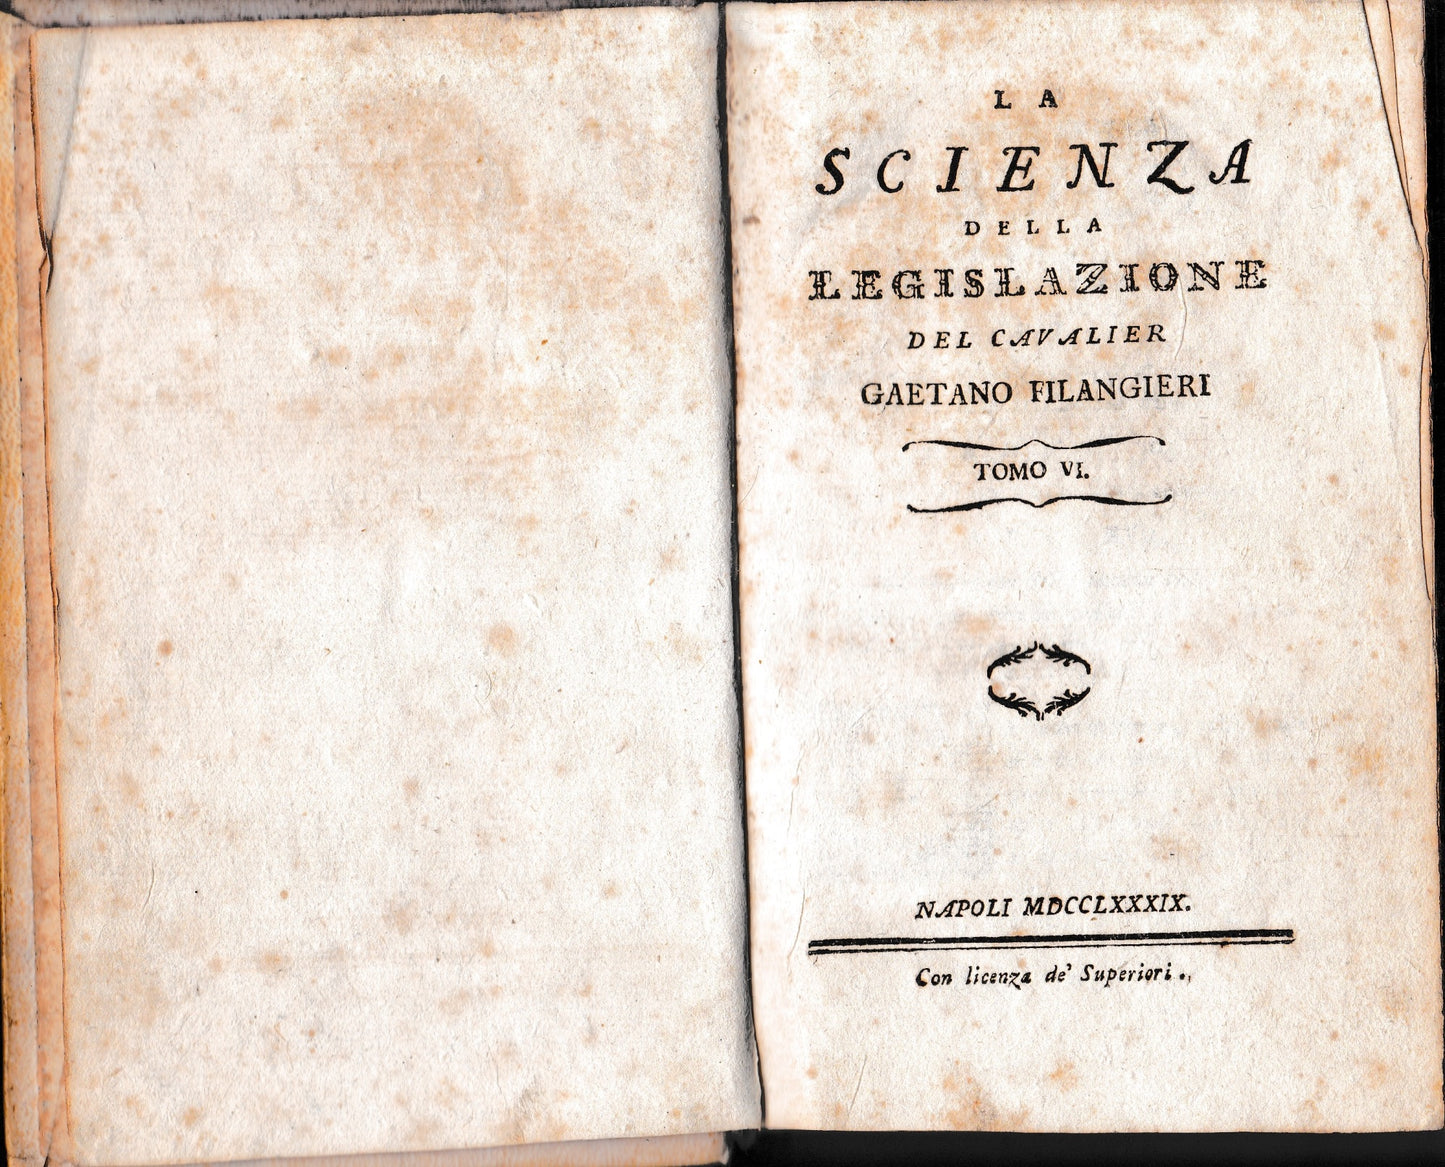 LA
SCIENZA
DELLA
LEGISLAZIONE
DEL CAVALIER
GAETANO FILANGIERI
TOMO VI.
NAPOLI MDCCLXXXIX.
Con licenza de' Superiori.